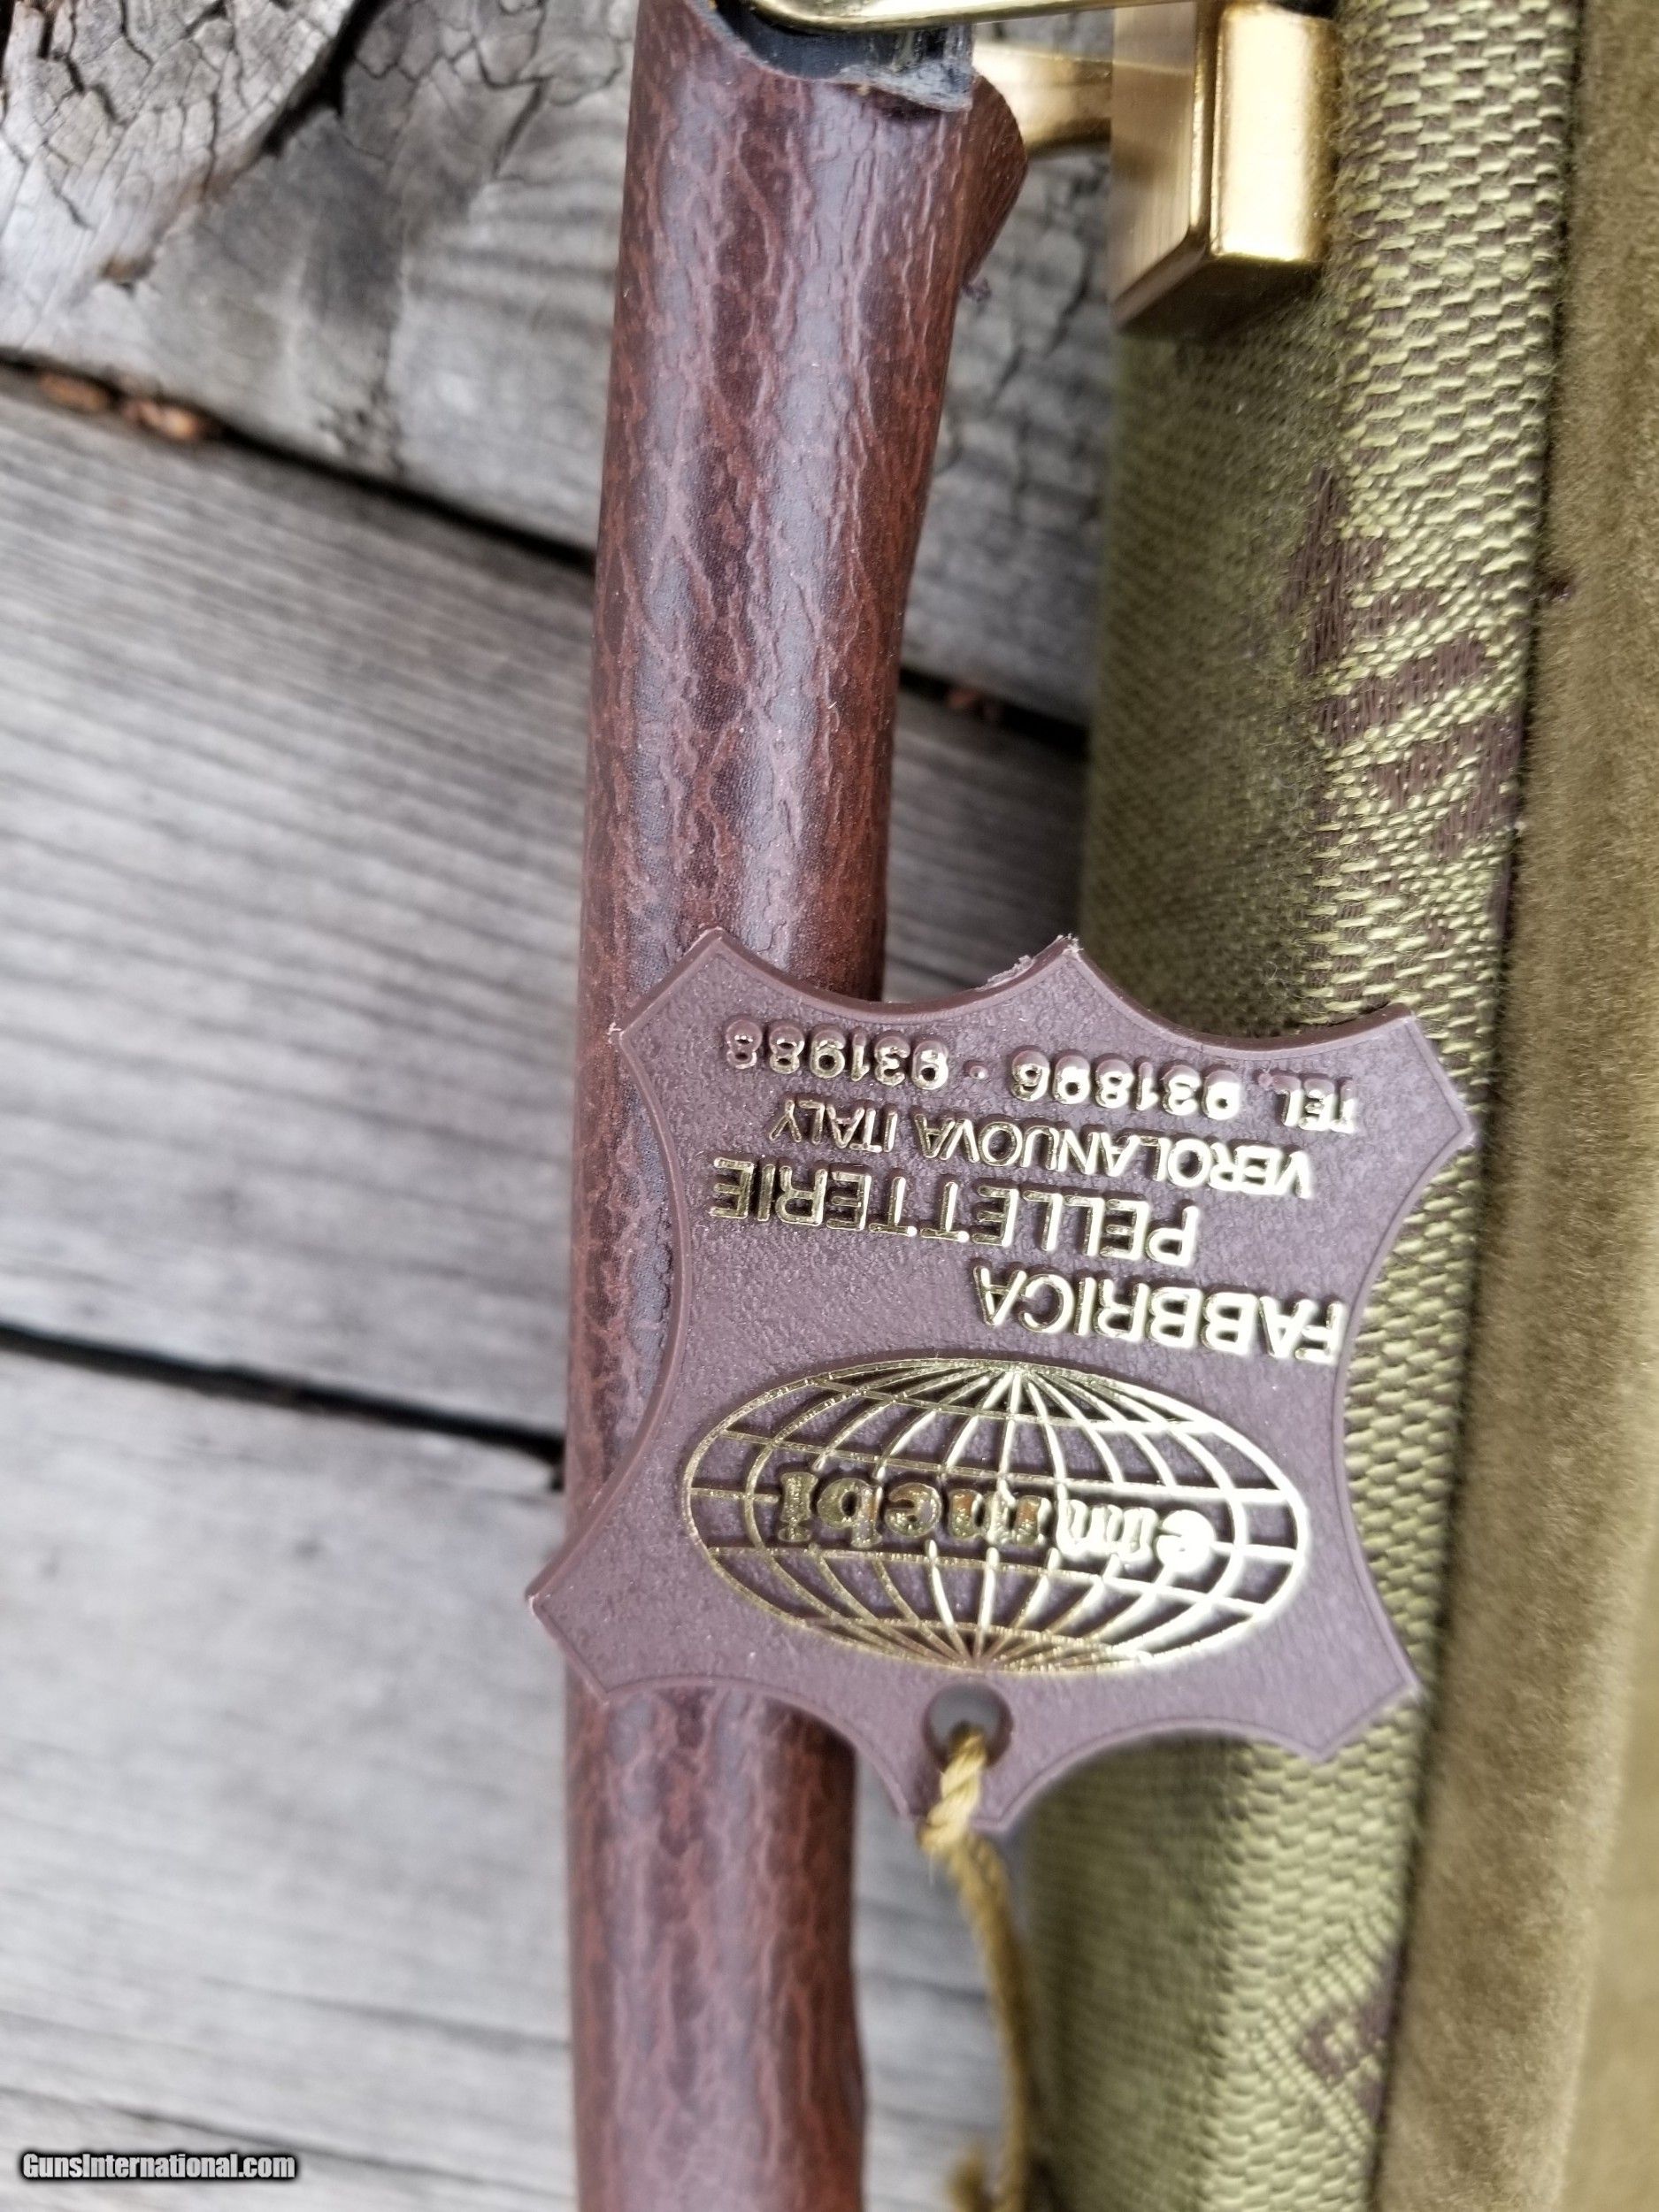 emmebi
FABBRICA
PELLETTERIE
VEROLANUOVA ITALY
TEL. 931896 - 931988
GunsInternational.com